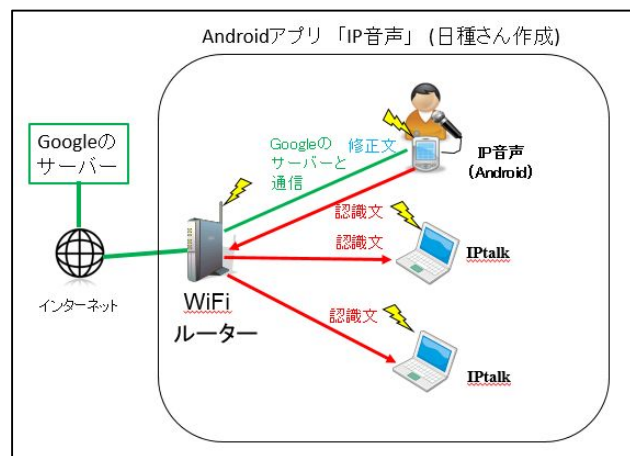 Androidアプリ「IP音声」 (日種さん作成)
Googleの
サーバー
Googleの
サーバーと
通信
修正文
IP音声
(Android)
認識文
認識文
IPtalk
インターネット
WiFi
ルーター
認識文
IPtalk